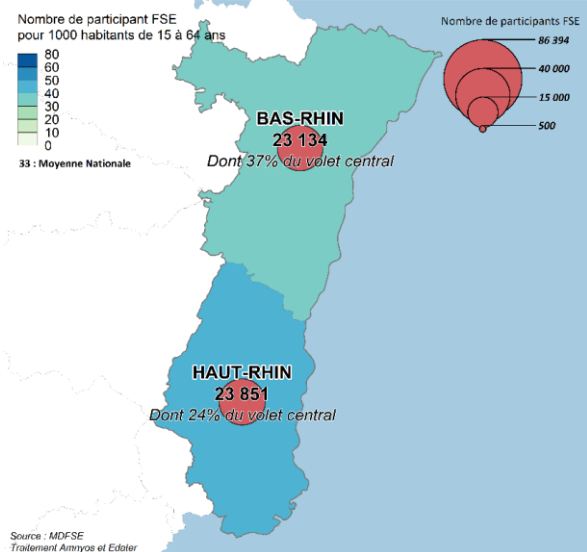 Nombre de participant FSE
pour 1000 habitants de 15 à 64 ans
80
60
50
40
30
20
10
0
33 : Moyenne Nationale
Nombre de participants FSE
86 394
40 000
15 000
500
BAS-RHIN
23 134
Dont 37% du volet central
HAUT-RHIN
23 851
Dont 24% du volet central
Source : MDFSE
Traitement Amnyos et Edater